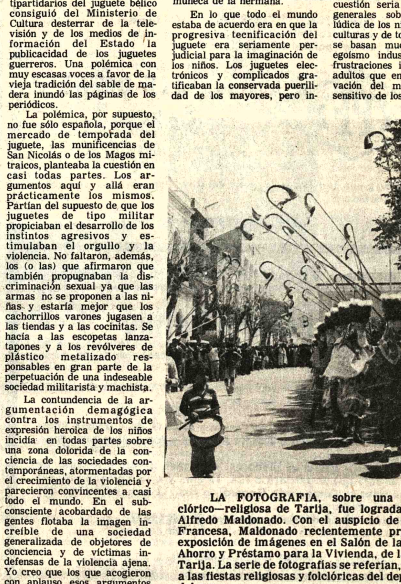 tipartidarios del juguete bélico
consiguió del Ministerio de
Cultura desterrar de la tele-
visión y de los medios de in-
formación del Estado la
publicacidad de los juguetes
guerreros. Una polémica con
muy escasas voces a favor de la
vieja tradición del sable de ma-
dera inundó las páginas de los
periódicos.
La polémica, por supuesto,
no fue sólo española, porque el
mercado de temporada del
juguete, las munificencias de
San Nicolás o de los Magos mi-
traicos, planteaba la cuestión en
casi todas partes. Los ar-
gumentos aquí y allá eran
prácticamente los mismos.
Partían del supuesto de que los
juguetes de tipo militar
propiciaban el desarrollo de los
instintos agresivos y es-
timulaban el orgullo y la
violencia. No faltaron, además,
los (o las) que afirmaron que
también propugnaban la dis-
criminación sexual ya que las
armas no se proponen a las ni-
ñas y estaría mejor que los
cachorrillos varones jugasen a
las tiendas y a las cocinitas. Se
hacía a las escopetas lanza-
tapones y a los revólveres de
plástico metalizado res-
ponsables en gran parte de la
perpetuación de una indeseable
sociedad militarista y machista.
La contundencia de la ar-
gumentación demagógica
contra los instrumentos de
expresión heroica de los niños
incidía en todas partes sobre
una zona dolorida de la con-
ciencia de las sociedades con-
temporáneas, atormentadas por
el crecimiento de la violencia y
parecieron convincentes a casi
todo el mundo. En el sub-
consciente acobardado de las
gentes flotaba la imagen in-
creíble de una sociedad
generalizada de objetores de
conciencia y de víctimas in-
defensas de la violencia ajena.
Yo creo que los que acogieron
con aplauso esos argumentos
muñeca de la hermana.
En lo que todo el mundo
estaba de acuerdo era en que la
progresiva tecnificación del
juguete era seriamente per-
judicial para la imaginación de
los niños. Los juguetes elec-
trónicos y complicados gra-
tificaban la conservada puerili-
dad de los mayores, pero in-
cuestión sería
generales sob
lúdica de los n
culturas y de to
se basan muc
egoísmo indus
frustraciones i
adultos que en
vación del m
sensitivo de los
LA FOTOGRAFIA, sobre una
clórico—religiosa de Tarija, fue lograda
Alfredo Maldonado. Con el auspicio de
Francesa, Maldonado recientemente pr
exposición de imágenes en el Salón de la
Ahorro y Préstamo para la Vivienda, de l
Tarija. La serie de fotografías se referían,
a las fiestas religiosas y folclóricas del de